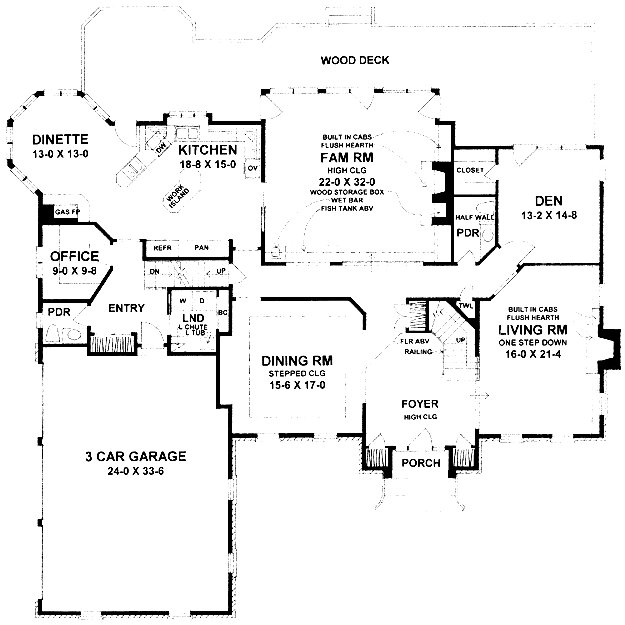 WOOD DECK
DINETTE
13-0 X 13-0
DW
KITCHEN
18-8 X 15-0
OV
WORK
ISLAND
BUILT IN CABS
FLUSH HEARTH
FAM RM
HIGH CLG
22-0 X 32-0
WOOD STORAGE BOX
WET BAR
FISH TANK ABV
CLOSET
DEN
13-2 X 14-8
HALF WALL
PDR
GAS FP
OFFICE
9-0 X 9-8
REFR
PAN
DN
UP
PDR
ENTRY
W
D
LND
L CHUTE
L TUB
BC
TWL
BUILT IN CABS
FLUSH HEARTH
LIVING RM
ONE STEP DOWN
16-0 X 21-4
FLR ABV
RAILING
UP
DINING RM
STEPPED CLG
15-6 X 17-0
FOYER
HIGH CLG
PORCH
3 CAR GARAGE
24-0 X 33-6